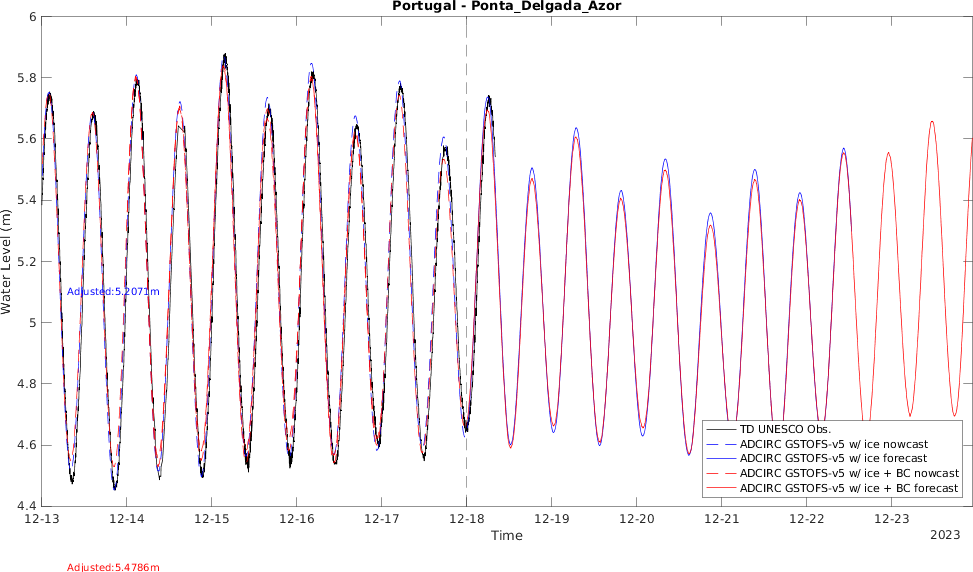 Portugal - Ponta_Delgada_Azor
6
5.8
5.6
5.4
5.2
5
4.8
4.6
4.4
Water Level (m)
Adjusted:5.2071m
TD UNESCO Obs.
ADCIRC GSTOFS-v5 w/ ice nowcast
ADCIRC GSTOFS-v5 w/ ice forecast
ADCIRC GSTOFS-v5 w/ ice + BC nowcast
ADCIRC GSTOFS-v5 w/ ice + BC forecast
12-13 12-14 12-15 12-16 12-17 12-18 12-19 12-20 12-21 12-22 12-23
Time
2023
Adjusted:5.4786m